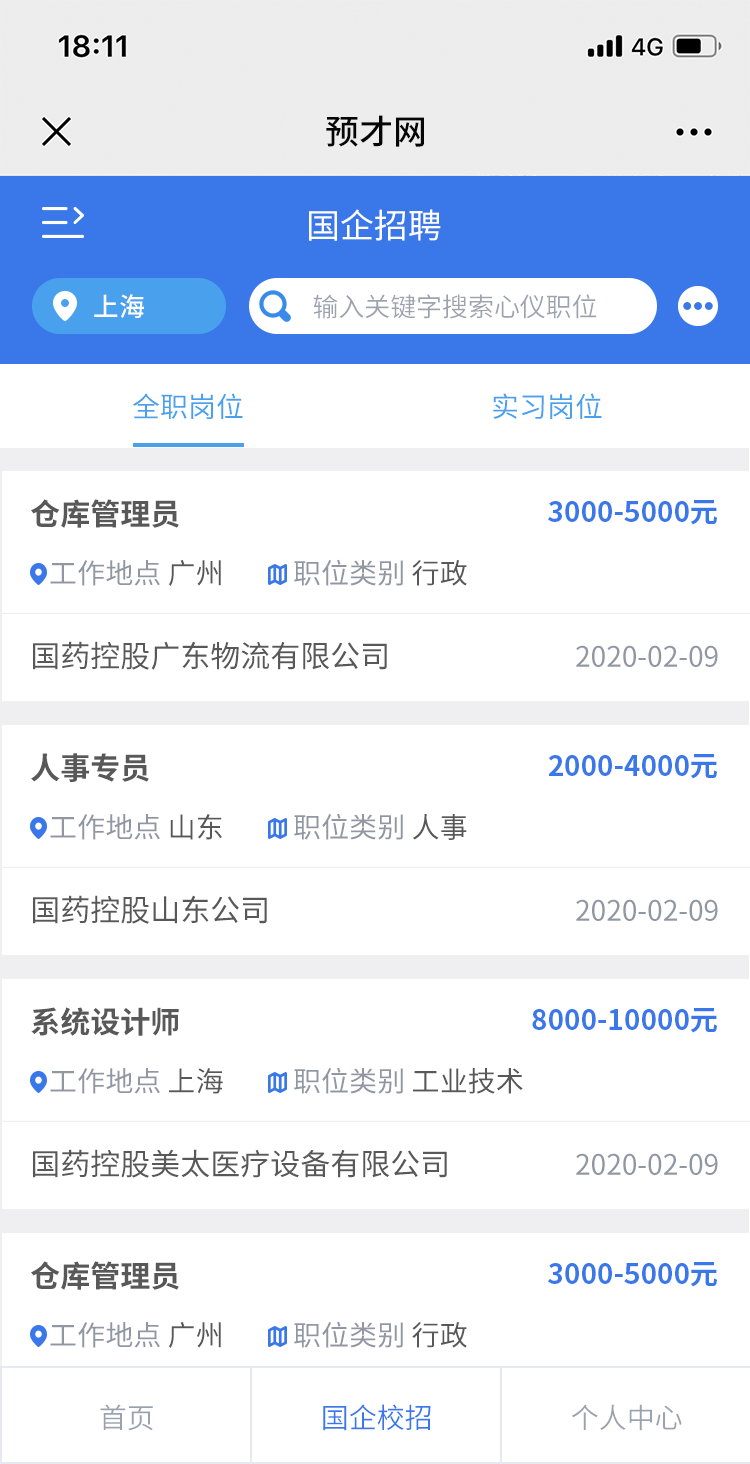 18:11 4G
预才网
国企招聘
上海 输入关键字搜索心仪职位
全职岗位 实习岗位
仓库管理员 3000-5000元
工作地点 广州 职位类别 行政
国药控股广东物流有限公司 2020-02-09
人事专员 2000-4000元
工作地点 山东 职位类别 人事
国药控股山东公司 2020-02-09
系统设计师 8000-10000元
工作地点 上海 职位类别 工业技术
国药控股美太医疗设备有限公司 2020-02-09
仓库管理员 3000-5000元
工作地点 广州 职位类别 行政
首页 国企校招 个人中心